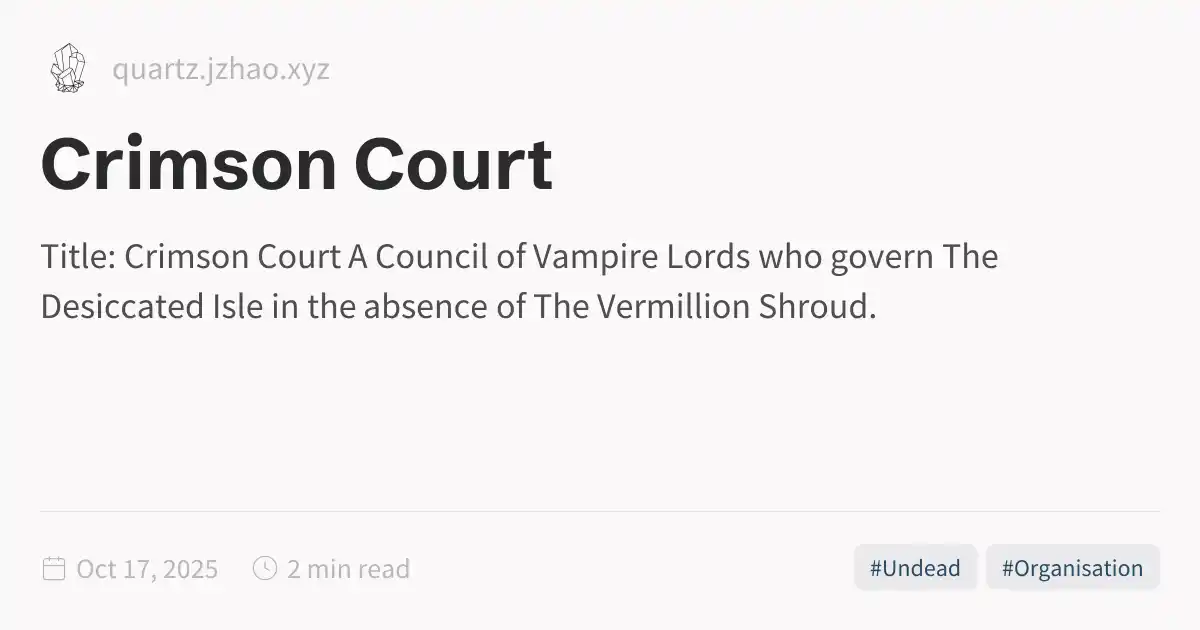 quartz.jzhao.xyz
Crimson Court
Title: Crimson Court A Council of Vampire Lords who govern The
Desiccated Isle in the absence of The Vermillion Shroud.
Oct 17, 2025 2 min read #Undead #Organisation